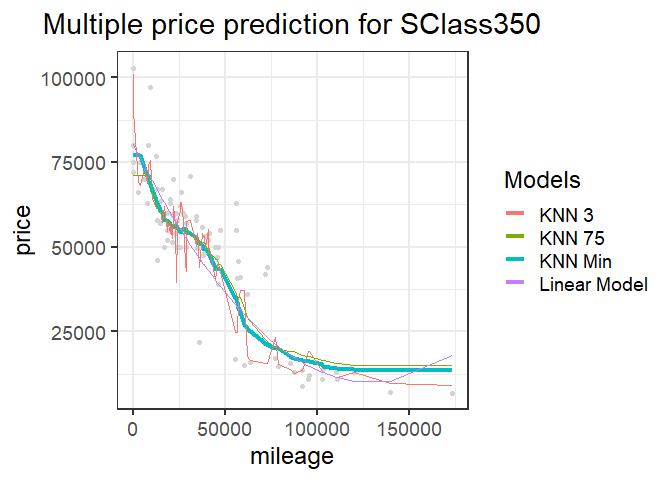 Multiple price prediction for SClass350
100000
75000
50000
25000
price
0 50000 100000 150000
mileage
Models
KNN 3
KNN 75
KNN Min
Linear Model